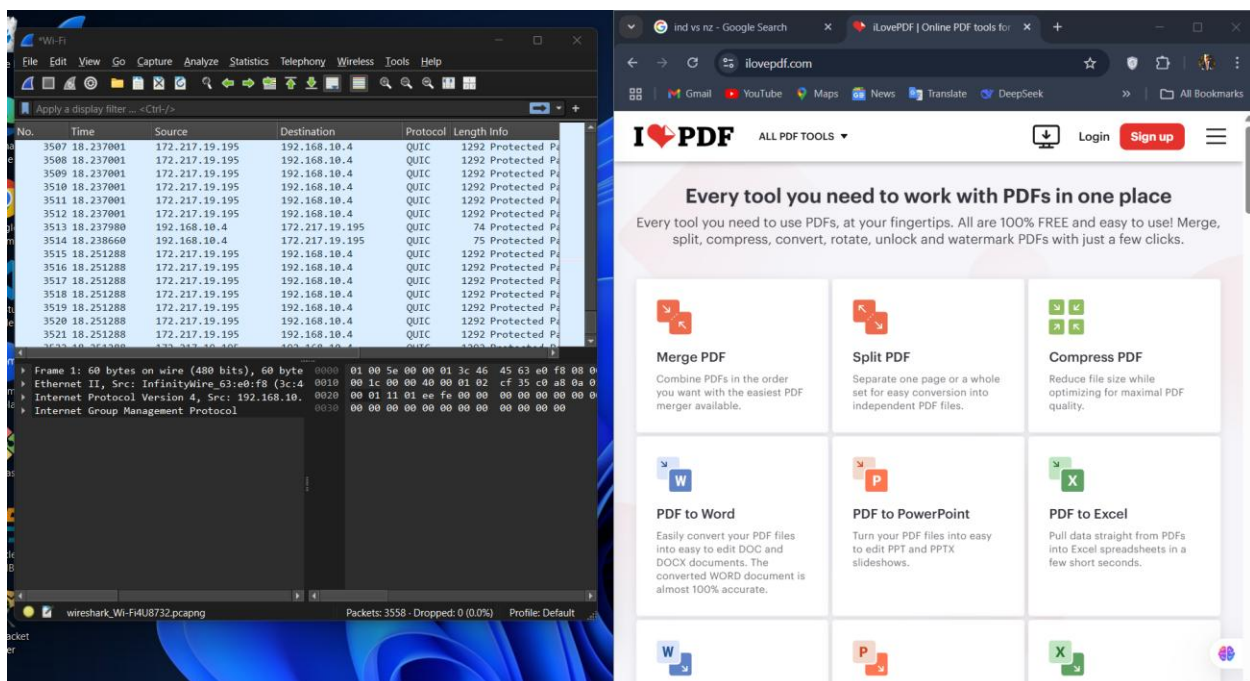 *Wi-Fi
File Edit View Go Capture Analyze Statistics Telephony Wireless Tools Help
Apply a display filter ... <Ctrl-/>
No. Time Source Destination Protocol Length Info
3507 18.237001 172.217.19.195 192.168.10.4 QUIC 1292 Protected Pa
3508 18.237001 172.217.19.195 192.168.10.4 QUIC 1292 Protected Pa
3509 18.237001 172.217.19.195 192.168.10.4 QUIC 1292 Protected Pa
3510 18.237001 172.217.19.195 192.168.10.4 QUIC 1292 Protected Pa
3511 18.237001 172.217.19.195 192.168.10.4 QUIC 1292 Protected Pa
3512 18.237001 172.217.19.195 192.168.10.4 QUIC 1292 Protected Pa
3513 18.237980 192.168.10.4 172.217.19.195 QUIC 74 Protected Pa
3514 18.238660 192.168.10.4 172.217.19.195 QUIC 75 Protected Pa
3515 18.251288 172.217.19.195 192.168.10.4 QUIC 1292 Protected Pa
3516 18.251288 172.217.19.195 192.168.10.4 QUIC 1292 Protected Pa
3517 18.251288 172.217.19.195 192.168.10.4 QUIC 1292 Protected Pa
3518 18.251288 172.217.19.195 192.168.10.4 QUIC 1292 Protected Pa
3519 18.251288 172.217.19.195 192.168.10.4 QUIC 1292 Protected Pa
3520 18.251288 172.217.19.195 192.168.10.4 QUIC 1292 Protected Pa
3521 18.251288 172.217.19.195 192.168.10.4 QUIC 1292 Protected Pa
Frame 1: 60 bytes on wire (480 bits), 60 byte
Ethernet II, Src: InfinityWire_63:e0:f8 (3c:4
Internet Protocol Version 4, Src: 192.168.10.
Internet Group Management Protocol
0000 01 00 5e 00 00 01 3c 46 45 63 e0 f8 08 0
0010 00 1c 00 00 40 00 01 02 cf 35 c0 a8 0a 0
0020 00 01 11 01 ee fe 00 00 00 00 00 00 00 0
0030 00 00 00 00 00 00 00 00 00 00 00 00
wireshark_Wi-Fi4U8732.pcapng Packets: 3558 · Dropped: 0 (0.0%) Profile: Default
ind vs nz - Google Search
iLovePDF | Online PDF tools for
ilovepdf.com
Gmail YouTube Maps News Translate DeepSeek » All Bookmarks
I PDF ALL PDF TOOLS Login Sign up
Every tool you need to work with PDFs in one place
Every tool you need to use PDFs, at your fingertips. All are 100% FREE and easy to use! Merge,
split, compress, convert, rotate, unlock and watermark PDFs with just a few clicks.
Merge PDF
Combine PDFs in the order
you want with the easiest PDF
merger available.
Split PDF
Separate one page or a whole
set for easy conversion into
independent PDF files.
Compress PDF
Reduce file size while
optimizing for maximal PDF
quality.
W
PDF to Word
Easily convert your PDF files
into easy to edit DOC and
DOCX documents. The
converted WORD document is
almost 100% accurate.
P
PDF to PowerPoint
Turn your PDF files into easy
to edit PPT and PPTX
slideshows.
X
PDF to Excel
Pull data straight from PDFs
into Excel spreadsheets in a
few short seconds.
W
P
X